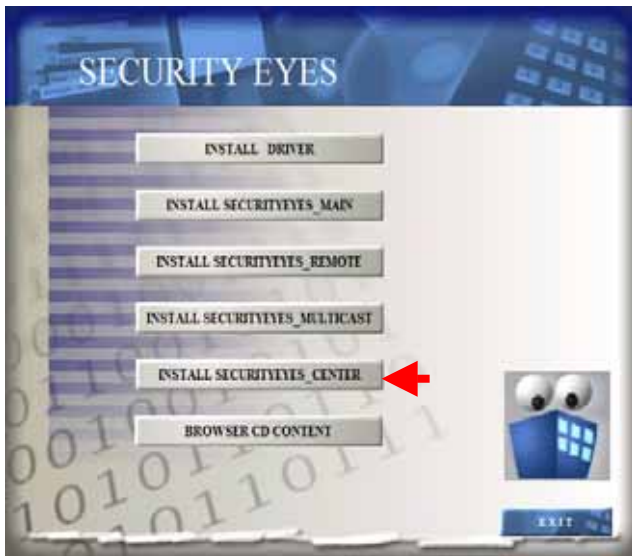 SECURITY EYES
INSTALL DRIVER
INSTALL SECURITYEYES_MAIN
INSTALL SECURITYEYES_REMOTE
INSTALL SECURITYEYES_MULTICAST
INSTALL SECURITYEYES_CENTER
BROWSER CD CONTENT
EXIT